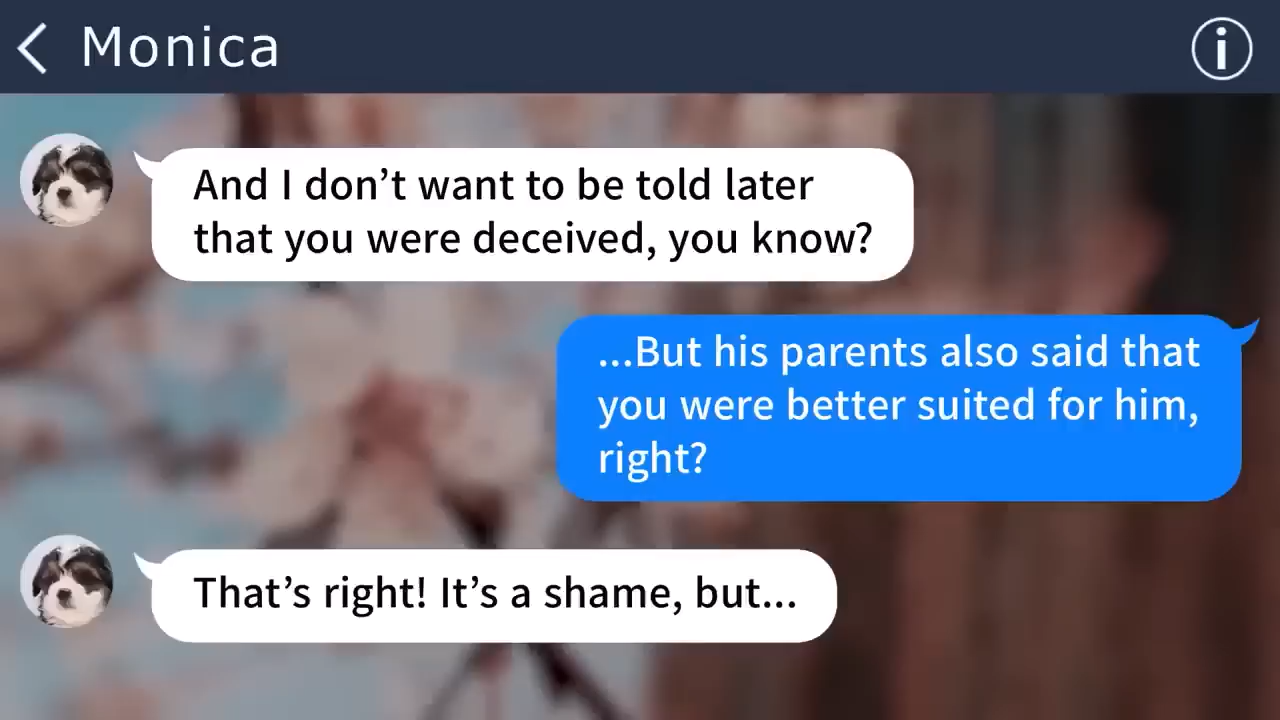 Monica
And I don’t want to be told later
that you were deceived, you know?
...But his parents also said that
you were better suited for him,
right?
That’s right! It’s a shame, but...